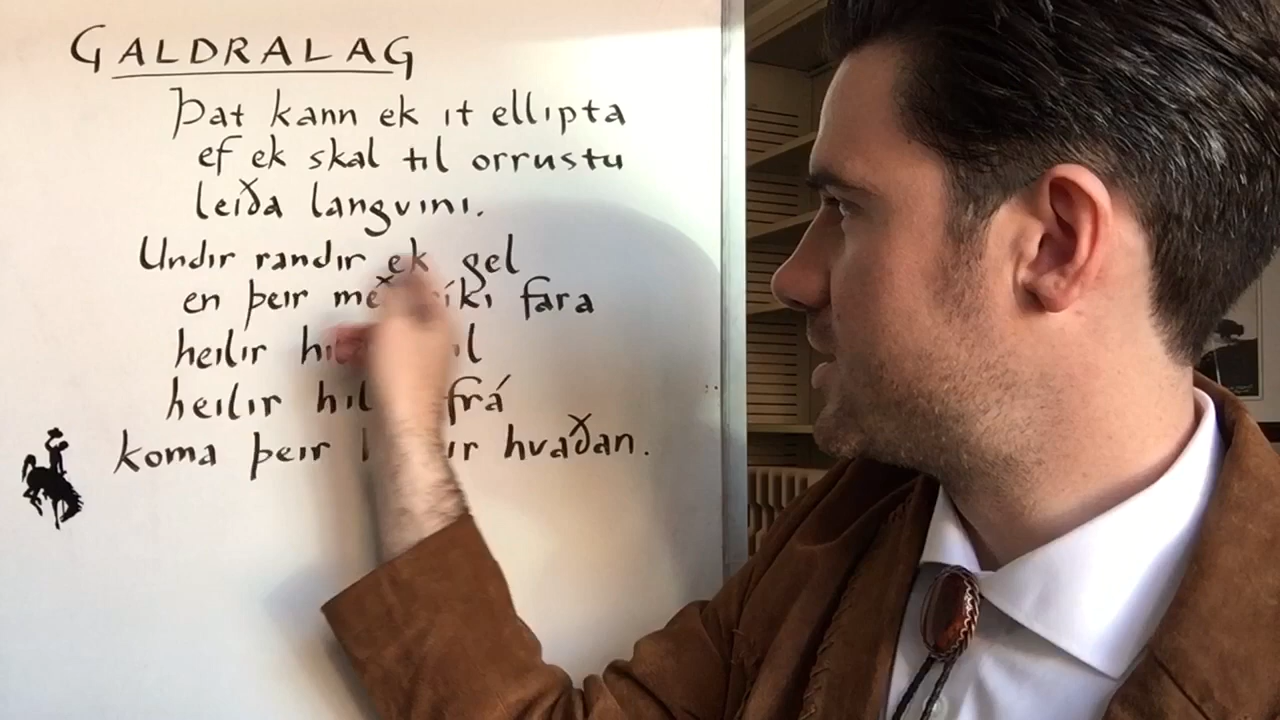 GALDRALAG
Þat kann ek it ellipta
ef ek skal til orrustu
leiða langvini.
Undir randir ek gel
en þeir með fara
heilir
heilir frá
koma þeir hvaðan.